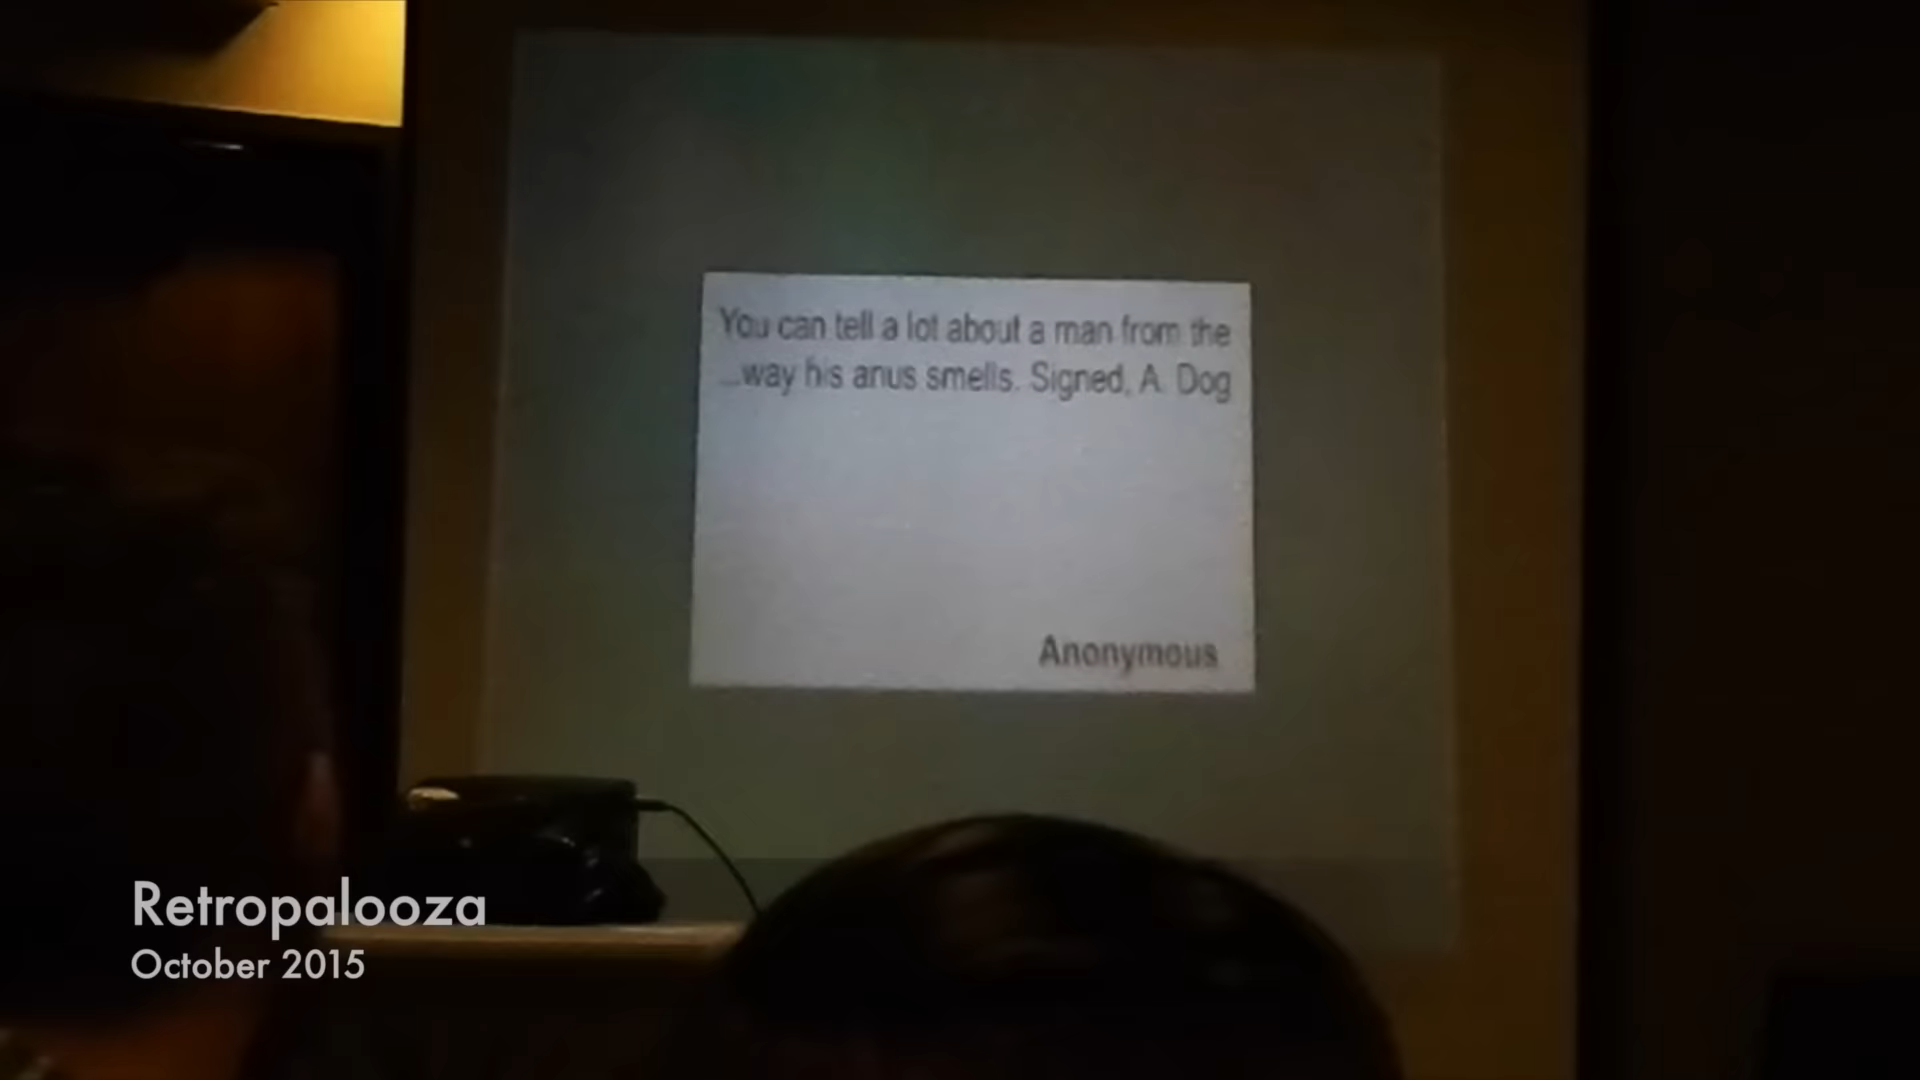 You can tell a lot about a man from the
...way his anus smells. Signed, A. Dog
Anonymous
Retropalooza
October 2015